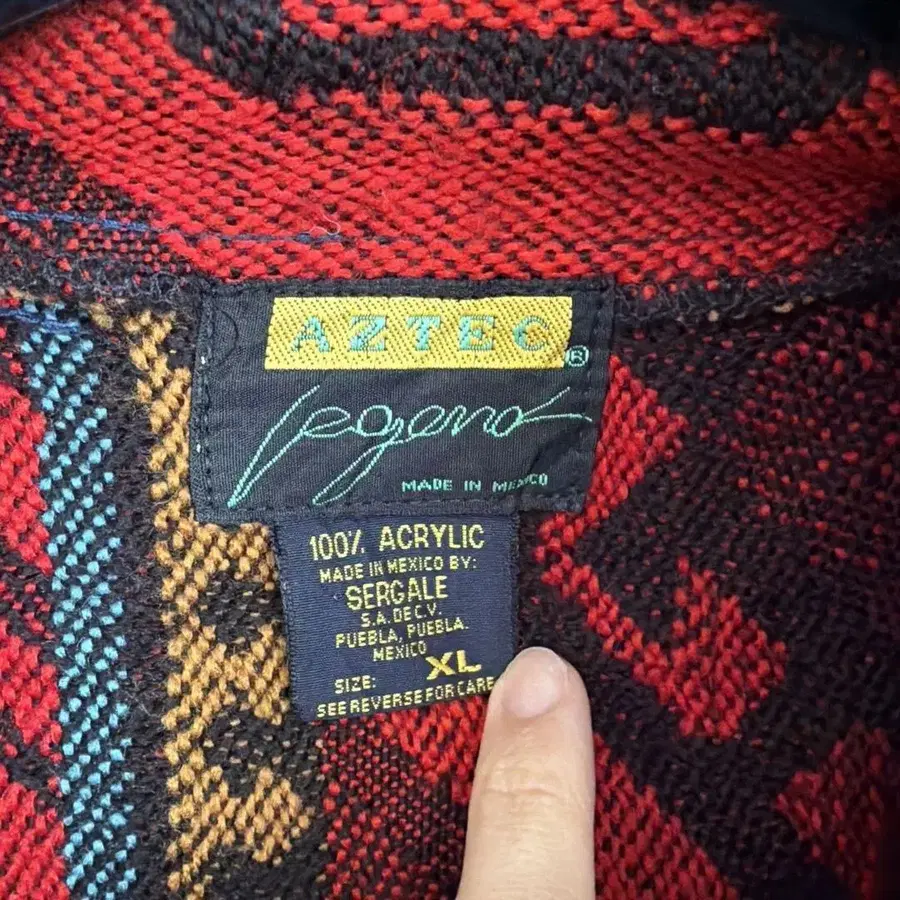 AZTEC®
Legend
MADE IN MEXICO
100% ACRYLIC
MADE IN MEXICO BY:
SERGALE
S.A. DE C.V.
PUEBLA, PUEBLA.
MEXICO
SIZE: XL
SEE REVERSE FOR CARE